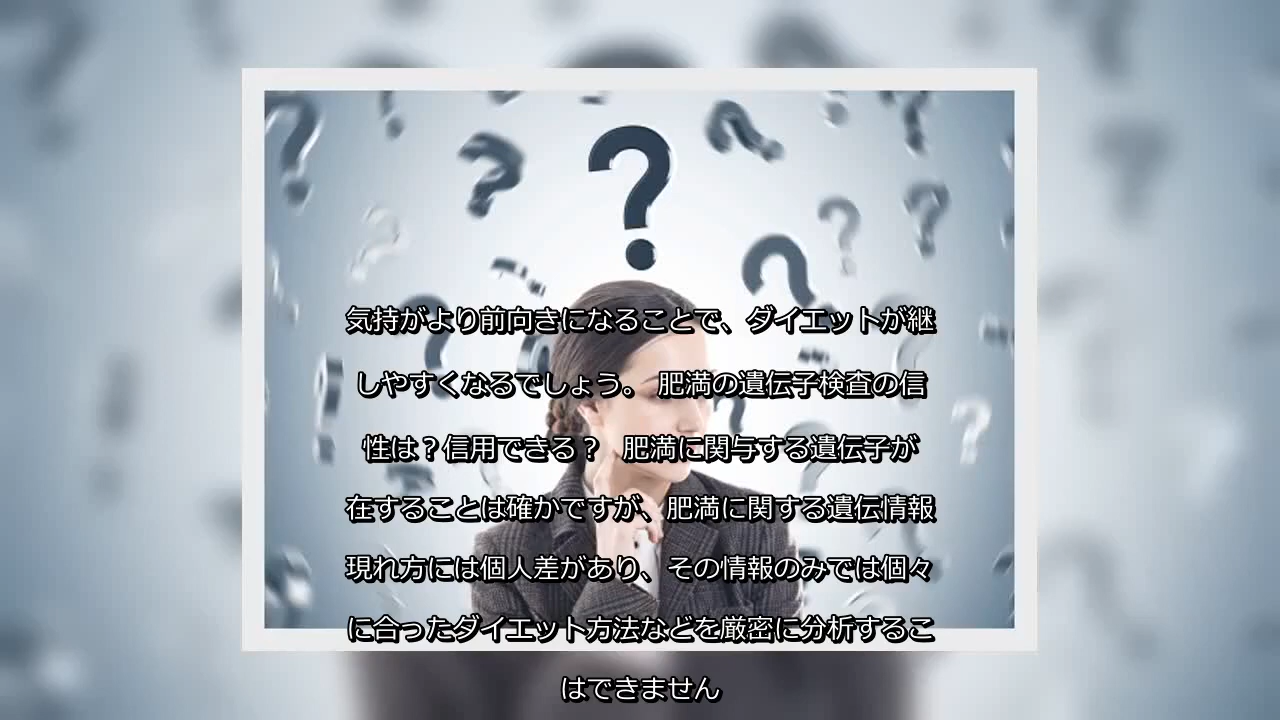 気持がより前向きになることで、ダイエットが継
しやすくなるでしょう。 肥満の遺伝子検査の信
性は？信用できる？ 肥満に関与する遺伝子が
在することは確かですが、肥満に関する遺伝情報
現れ方には個人差があり、その情報のみでは個々
に合ったダイエット方法などを厳密に分析するこ
はできません